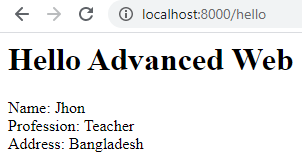 localhost:8000/hello
Hello Advanced Web
Name: Jhon
Profession: Teacher
Address: Bangladesh